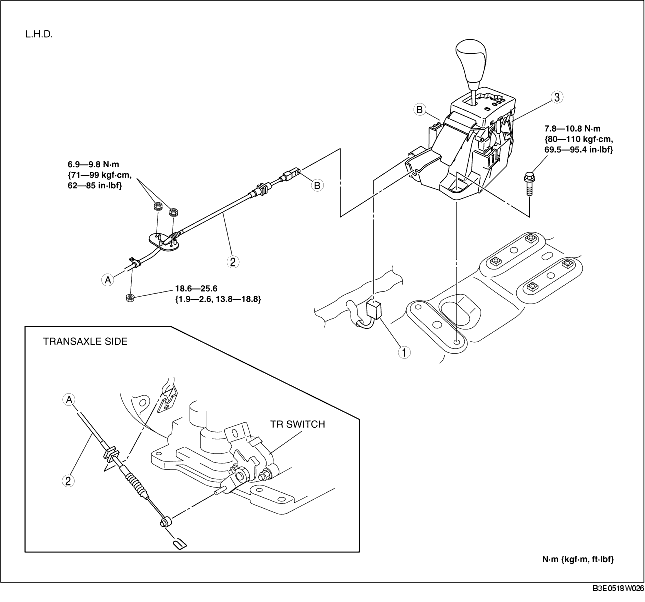 L.H.D.
B
3
7.8—10.8 N·m
{80—110 kgf·cm,
69.5—95.4 in·lbf}
6.9—9.8 N·m
{71—99 kgf·cm,
62—85 in·lbf}
B
2
A
18.6—25.6
{1.9—2.6, 13.8—18.8}
1
TRANSAXLE SIDE
A
TR SWITCH
2
N·m {kgf·m, ft·lbf}
B3E0518W026